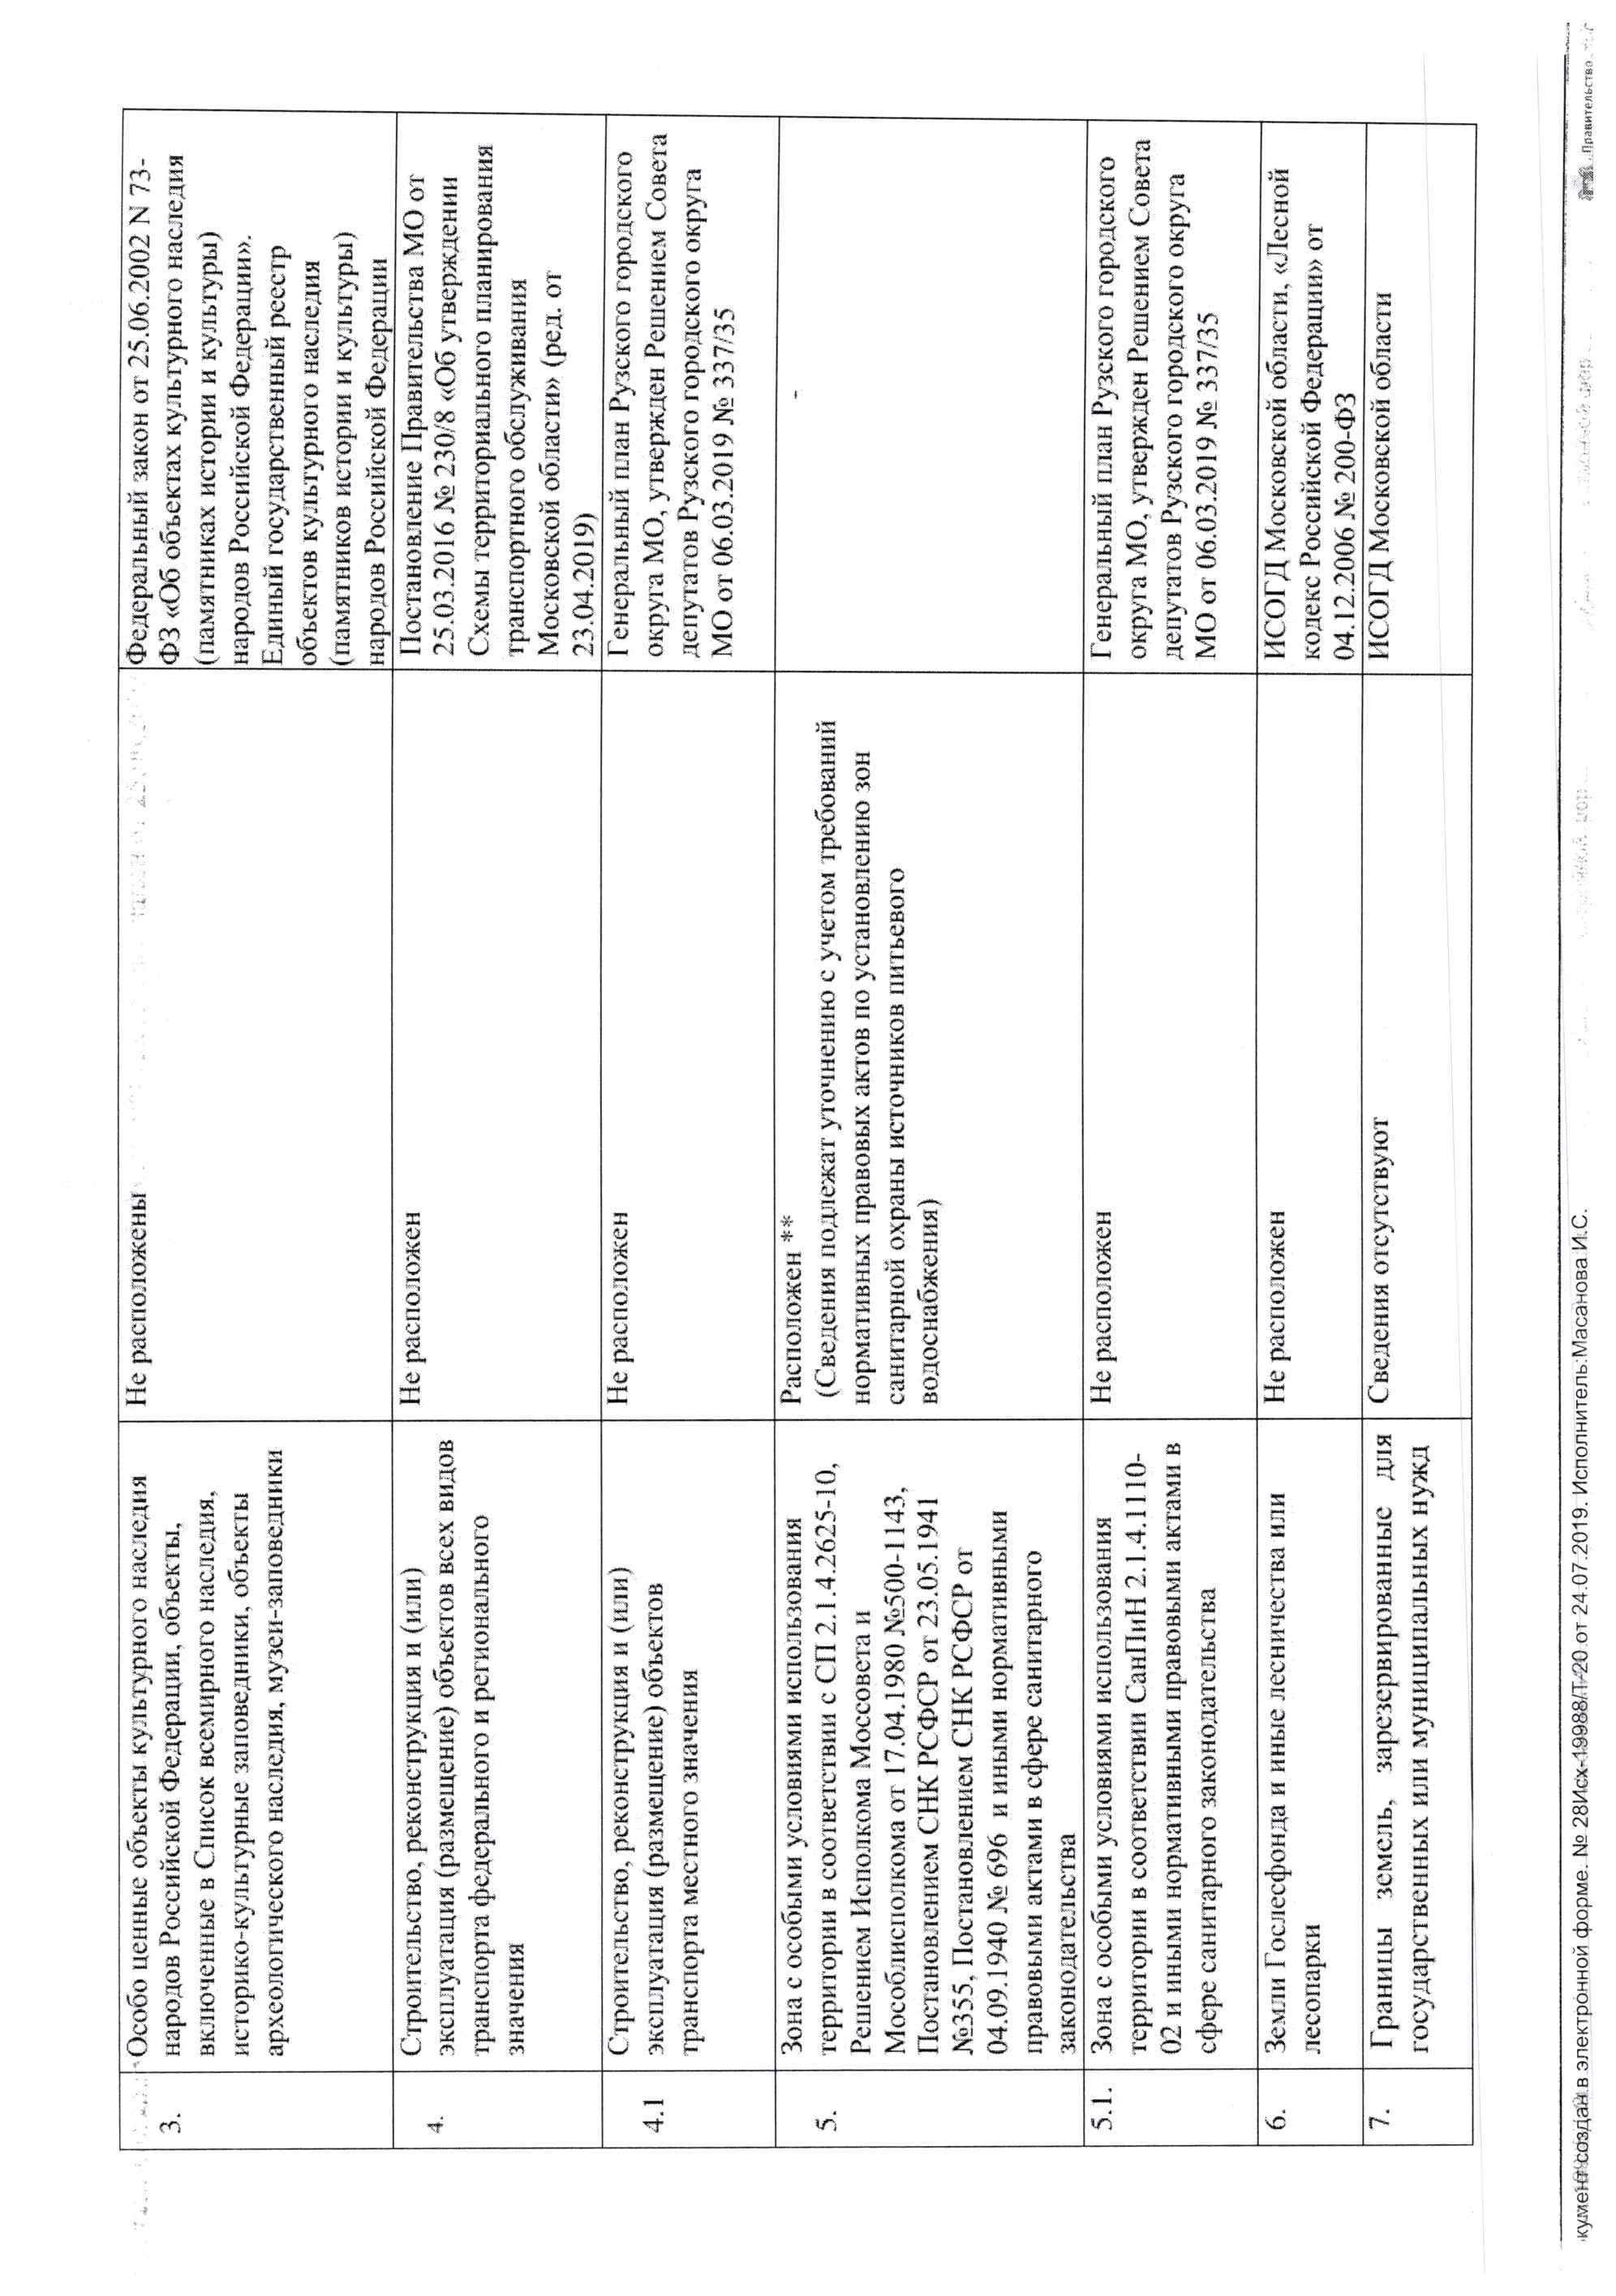 3.
Особо ценные объекты культурного наследия
народов Российской Федерации, объекты,
включенные в Список всемирного наследия,
историко-культурные заповедники, объекты
археологического наследия, музеи-заповедники
Не расположены
Федеральный закон от 25.06.2002 N 73-
ФЗ «Об объектах культурного наследия
(памятниках истории и культуры)
народов Российской Федерации».
Единый государственный реестр
объектов культурного наследия
(памятников истории и культуры)
народов Российской Федерации
4.
Строительство, реконструкция и (или)
эксплуатация (размещение) объектов всех видов
транспорта федерального и регионального
значения
Не расположен
Постановление Правительства МО от
25.03.2016 № 230/8 «Об утверждении
Схемы территориального планирования
транспортного обслуживания
Московской области» (ред. от
23.04.2019)
4.1
Строительство, реконструкция и (или)
эксплуатация (размещение) объектов
транспорта местного значения
Не расположен
Генеральный план Рузского городского
округа МО, утвержден Решением Совета
депутатов Рузского городского округа
МО от 06.03.2019 № 337/35
5.
Зона с особыми условиями использования
территории в соответствии с СП 2.1.4.2625-10,
Решением Исполкома Моссовета и
Мособлисполкома от 17.04.1980 №500-1143,
Постановлением СНК РСФСР от 23.05.1941
№355, Постановлением СНК РСФСР от
04.09.1940 № 696 и иными нормативными
правовыми актами в сфере санитарного
законодательства
Расположен **
(Сведения подлежат уточнению с учетом требований
нормативных правовых актов по установлению зон
санитарной охраны источников питьевого
водоснабжения)
-
5.1.
Зона с особыми условиями использования
территории в соответствии СанПиН 2.1.4.1110-
02 и иными нормативными правовыми актами в
сфере санитарного законодательства
Не расположен
Генеральный план Рузского городского
округа МО, утвержден Решением Совета
депутатов Рузского городского округа
МО от 06.03.2019 № 337/35
6.
Земли Гослесфонда и иные лесничества или
лесопарки
Не расположен
ИСОГД Московской области, «Лесной
кодекс Российской Федерации» от
04.12.2006 № 200-ФЗ
7.
Границы земель, зарезервированные для
государственных или муниципальных нужд
Сведения отсутствуют
ИСОГД Московской области
кумент создан в электронной форме. № 28Исх-19988/Т-20 от 24.07.2019. Исполнитель:Масанова И.С.
Правительство